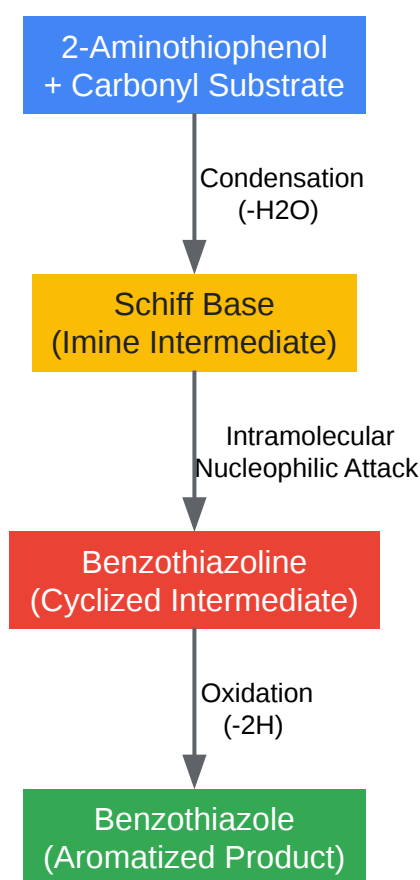 2-Aminothiophenol
+ Carbonyl Substrate
Condensation
(-H2O)
Schiff Base
(Imine Intermediate)
Intramolecular
Nucleophilic Attack
Benzothiazoline
(Cyclized Intermediate)
Oxidation
(-2H)
Benzothiazole
(Aromatized Product)